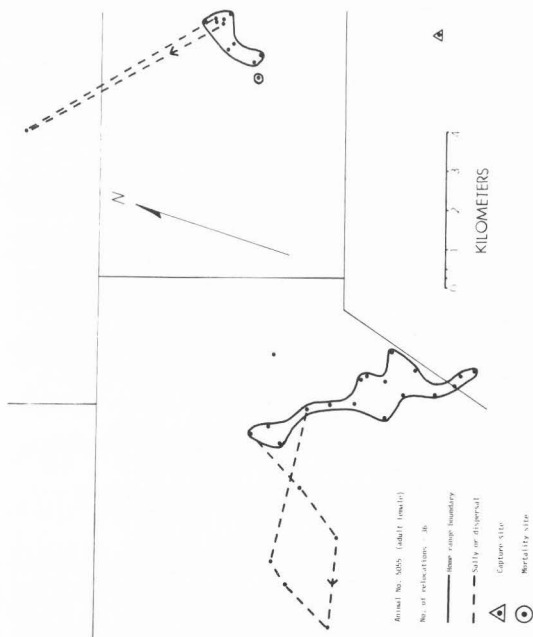 N
0 1 2 3 4
KILOMETERS
Animal No. 5055 (adult female)
No. of relocations - 36
Home range boundary
Sally or dispersal
Capture site
Mortality site